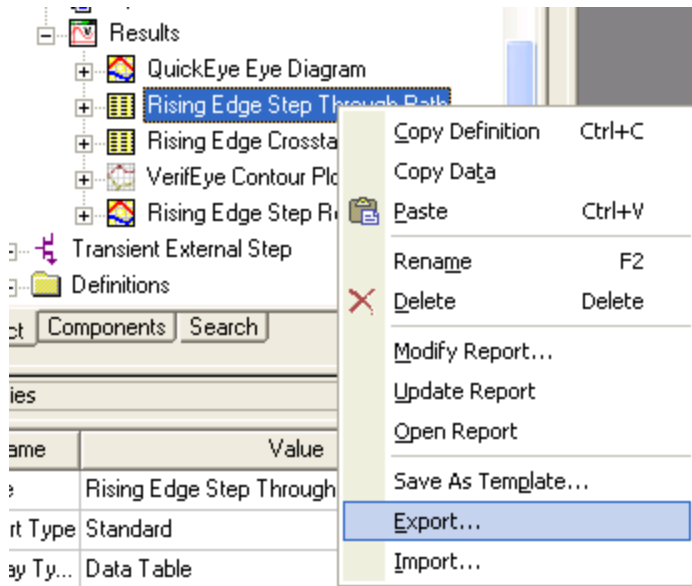 Results
QuickEye Eye Diagram
Rising Edge Step Through Path
Rising Edge Crossta
VerifEye Contour Plo
Rising Edge Step Re
Transient External Step
Definitions
ct Components Search
ies
ame Value
e Rising Edge Step Through
rt Type Standard
ay Ty... Data Table
Copy Definition Ctrl+C
Copy Data
Paste Ctrl+V
Rename F2
Delete Delete
Modify Report...
Update Report
Open Report
Save As Template...
Export...
Import...